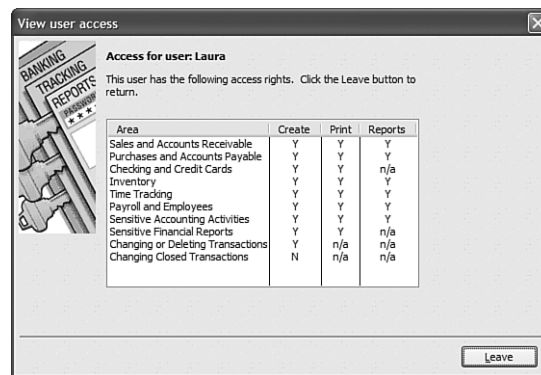 View user access
BANKING
TRACKING
REPORTS
PASSWORD
****
Access for user: Laura
This user has the following access rights. Click the Leave button to
return.
Area Create Print Reports
Sales and Accounts Receivable Y Y Y
Purchases and Accounts Payable Y Y Y
Checking and Credit Cards Y Y n/a
Inventory Y Y Y
Time Tracking Y Y Y
Payroll and Employees Y Y Y
Sensitive Accounting Activities Y Y Y
Sensitive Financial Reports Y Y n/a
Changing or Deleting Transactions Y n/a n/a
Changing Closed Transactions N n/a n/a
Leave